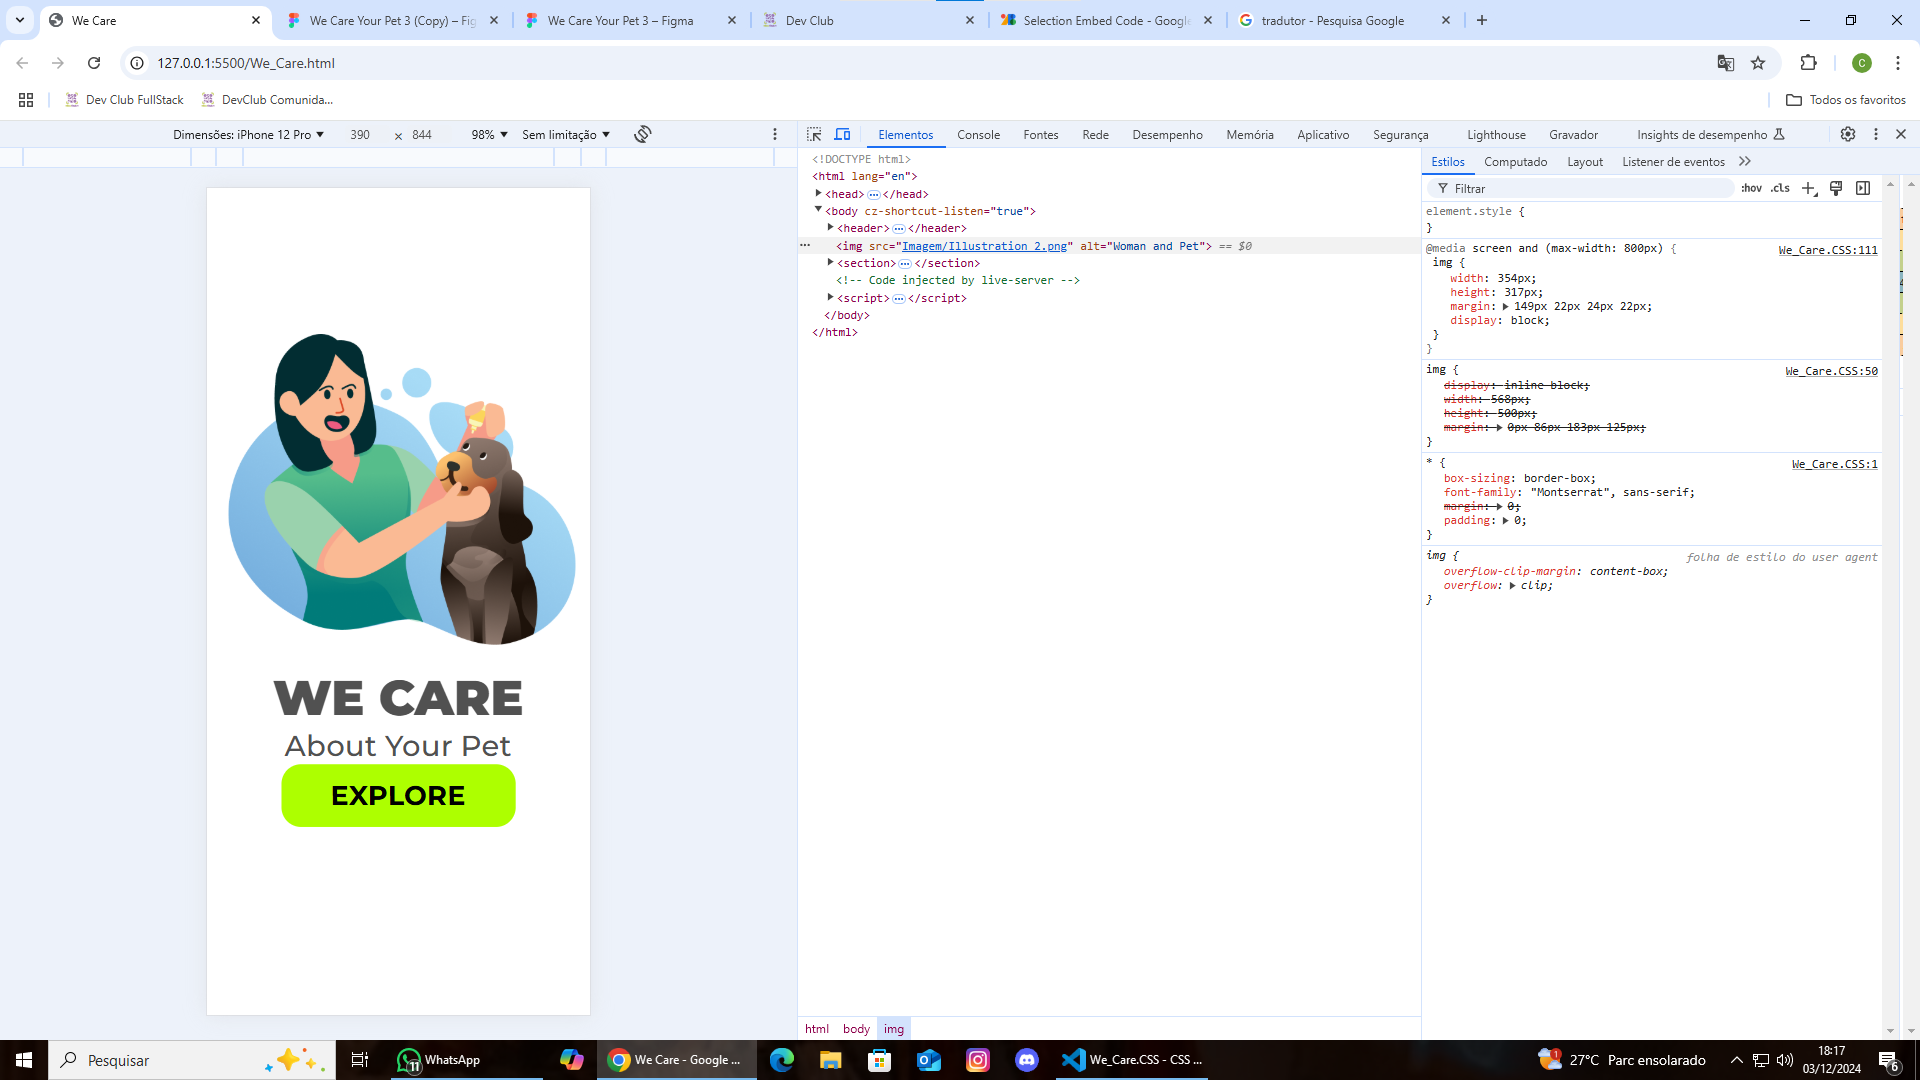 We Care
We Care Your Pet 3 (Copy) – Fig
We Care Your Pet 3 – Figma
Dev Club
Selection Embed Code - Google
tradutor - Pesquisa Google
127.0.0.1:5500/We_Care.html
C
Dev Club FullStack
DevClub Comunida...
Todos os favoritos
Dimensões: iPhone 12 Pro ▼
390 × 844
98% ▼
Sem limitação ▼
Elementos
Console
Fontes
Rede
Desempenho
Memória
Aplicativo
Segurança
Lighthouse
Gravador
Insights de desempenho
WE CARE
About Your Pet
EXPLORE
<!DOCTYPE html>
<html lang="en">
<head> ⋯ </head>
<body cz-shortcut-listen="true">
<header> ⋯ </header>
<img src="Imagem/Illustration 2.png" alt="Woman and Pet"> == $0
<section> ⋯ </section>
<!-- Code injected by live-server -->
<script> ⋯ </script>
</body>
</html>
html body img
Estilos
Computado
Layout
Listener de eventos
Filtrar
:hov .cls
element.style {
}
@media screen and (max-width: 800px) {
We_Care.CSS:111
img {
width: 354px;
height: 317px;
margin: 149px 22px 24px 22px;
display: block;
}
}
img {
We_Care.CSS:50
display: inline-block;
width: 568px;
height: 500px;
margin: 0px 86px 183px 125px;
}
* {
We_Care.CSS:1
box-sizing: border-box;
font-family: "Montserrat", sans-serif;
margin: 0;
padding: 0;
}
img {
folha de estilo do user agent
overflow-clip-margin: content-box;
overflow: clip;
}
Pesquisar
11
WhatsApp
We Care - Google ...
We_Care.CSS - CSS ...
1
27°C Parc ensolarado
18:17
03/12/2024
6